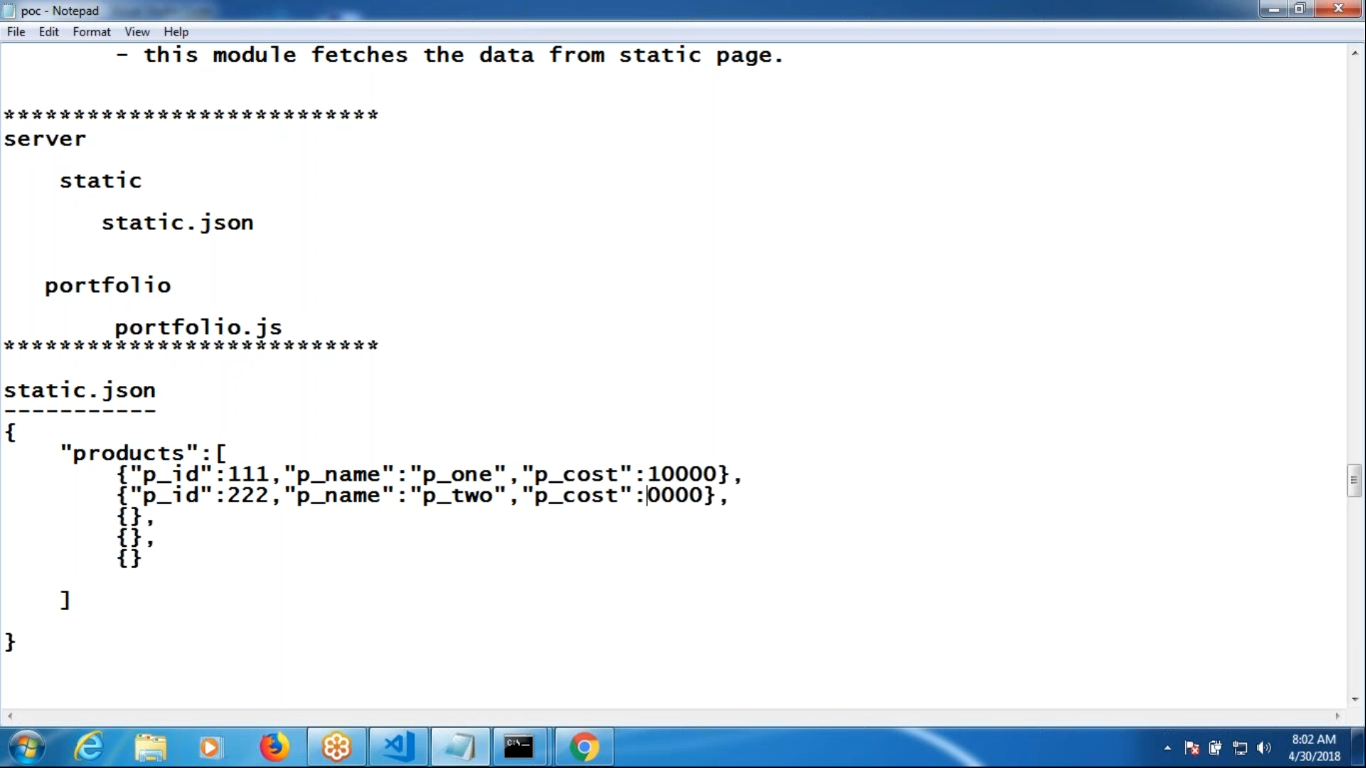 poc - Notepad
File Edit Format View Help
- this module fetches the data from static page.
***************************
server
static
static.json
portfolio
portfolio.js
***************************
static.json
-----------
{
"products":[
{"p_id":111,"p_name":"p_one","p_cost":10000},
{"p_id":222,"p_name":"p_two","p_cost":0000},
{},
{},
{}
]
}
8:02 AM
4/30/2018